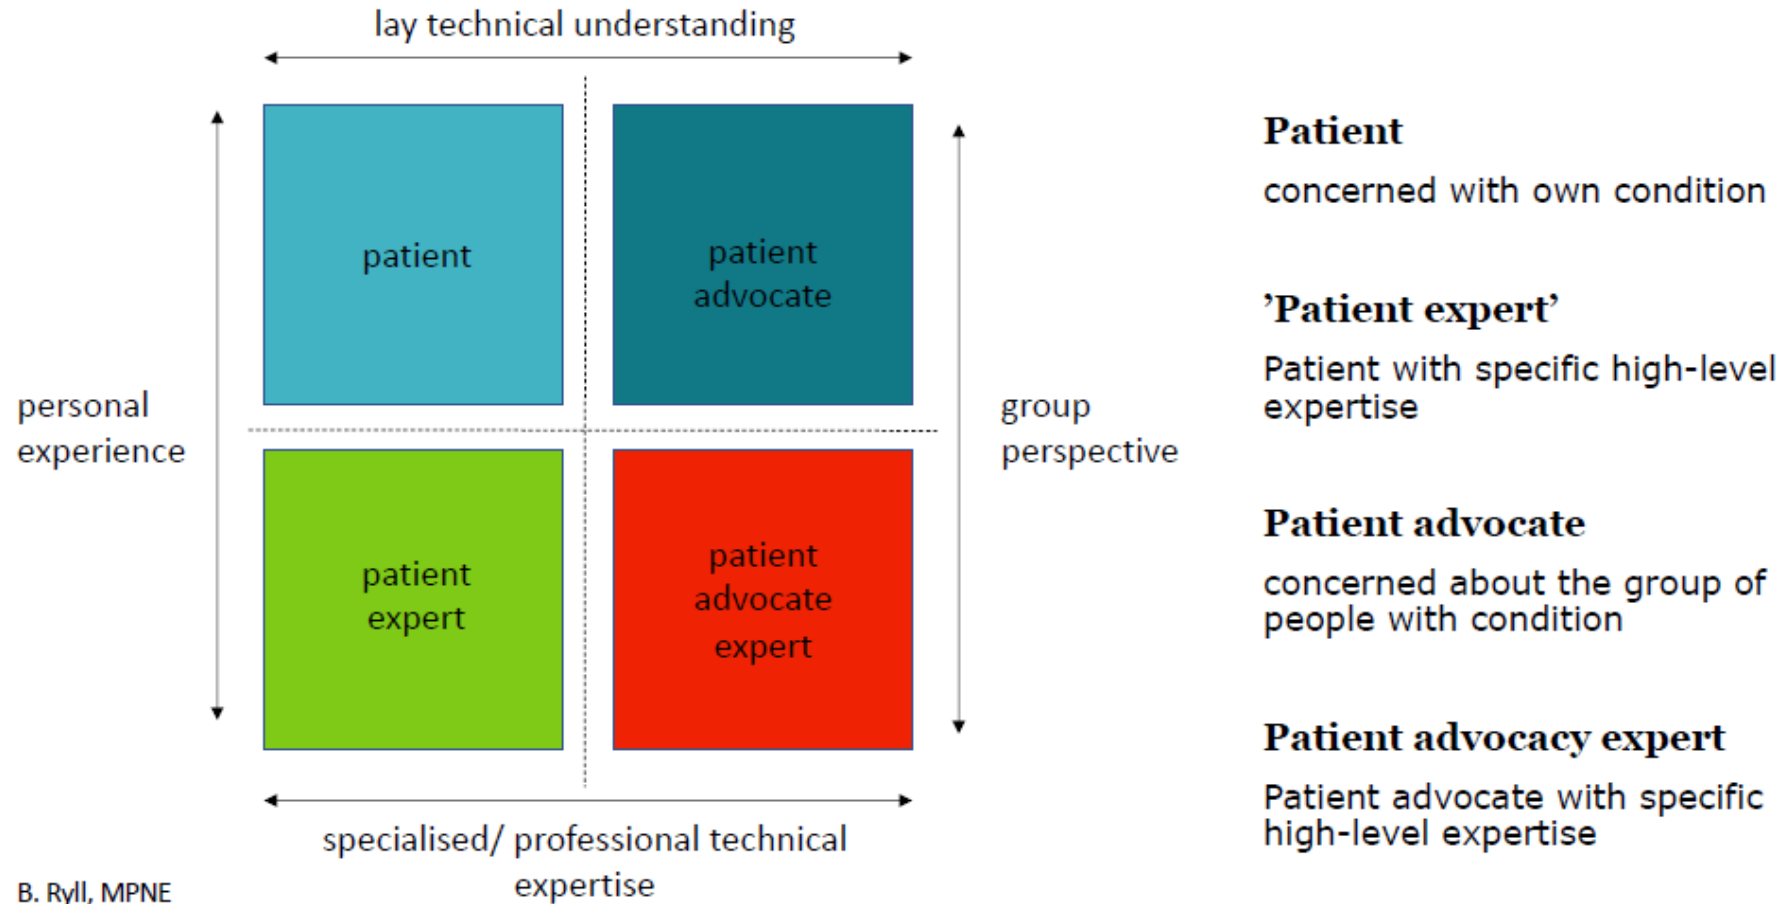 lay technical understanding
patient
patient
advocate
personal
experience
group
perspective
patient
expert
patient
advocate
expert
specialised/ professional technical
expertise
B. Ryll, MPNE
Patient
concerned with own condition
’Patient expert’
Patient with specific high-level
expertise
Patient advocate
concerned about the group of
people with condition
Patient advocacy expert
Patient advocate with specific
high-level expertise